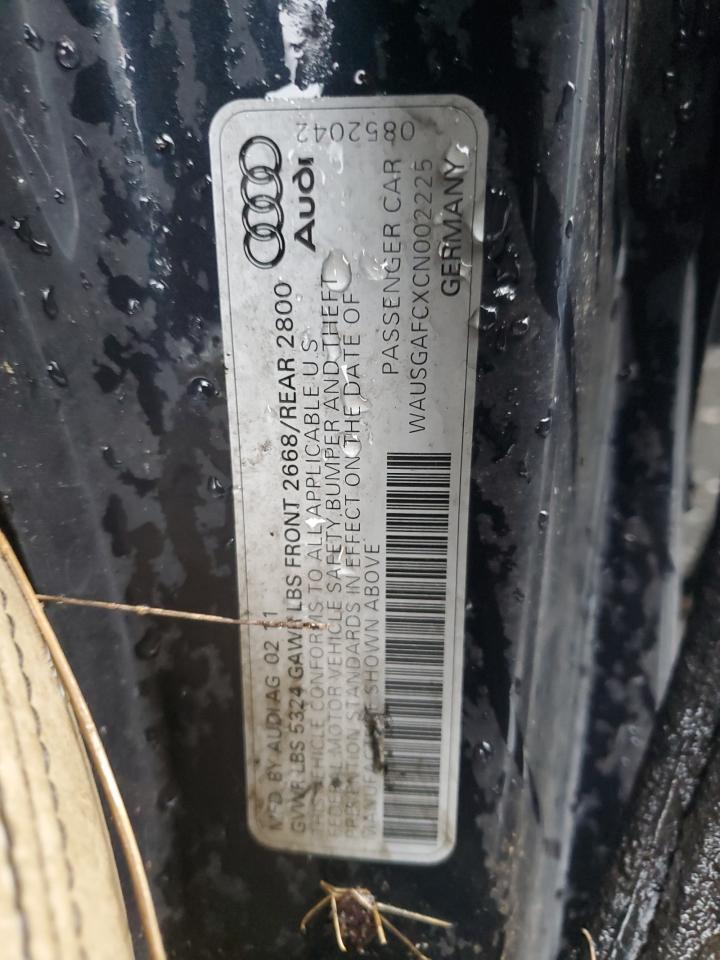 Audi
0852042
MFD BY AUDI AG 02 11
GVWR LBS 5324 GAWR LBS FRONT 2668/REAR 2800
THIS VEHICLE CONFORMS TO ALL APPLICABLE U S
FEDERAL MOTOR VEHICLE SAFETY, BUMPER AND THEFT
PREVENTION STANDARDS IN EFFECT ON THE DATE OF
MANUFACTURE SHOWN ABOVE
PASSENGER CAR
WAUSGAFCXCN002225
GERMANY